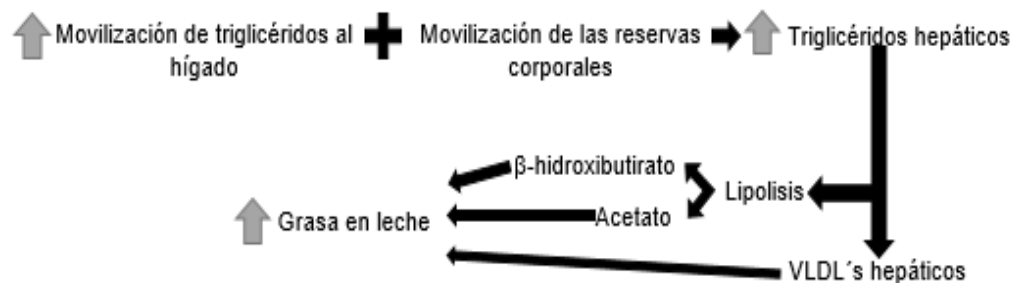 Movilización de triglicéridos al
hígado
Movilización de las reservas
corporales
Triglicéridos hepáticos
β-hidroxibutirato
Lipolisis
Acetato
Grasa en leche
VLDL´s hepáticos